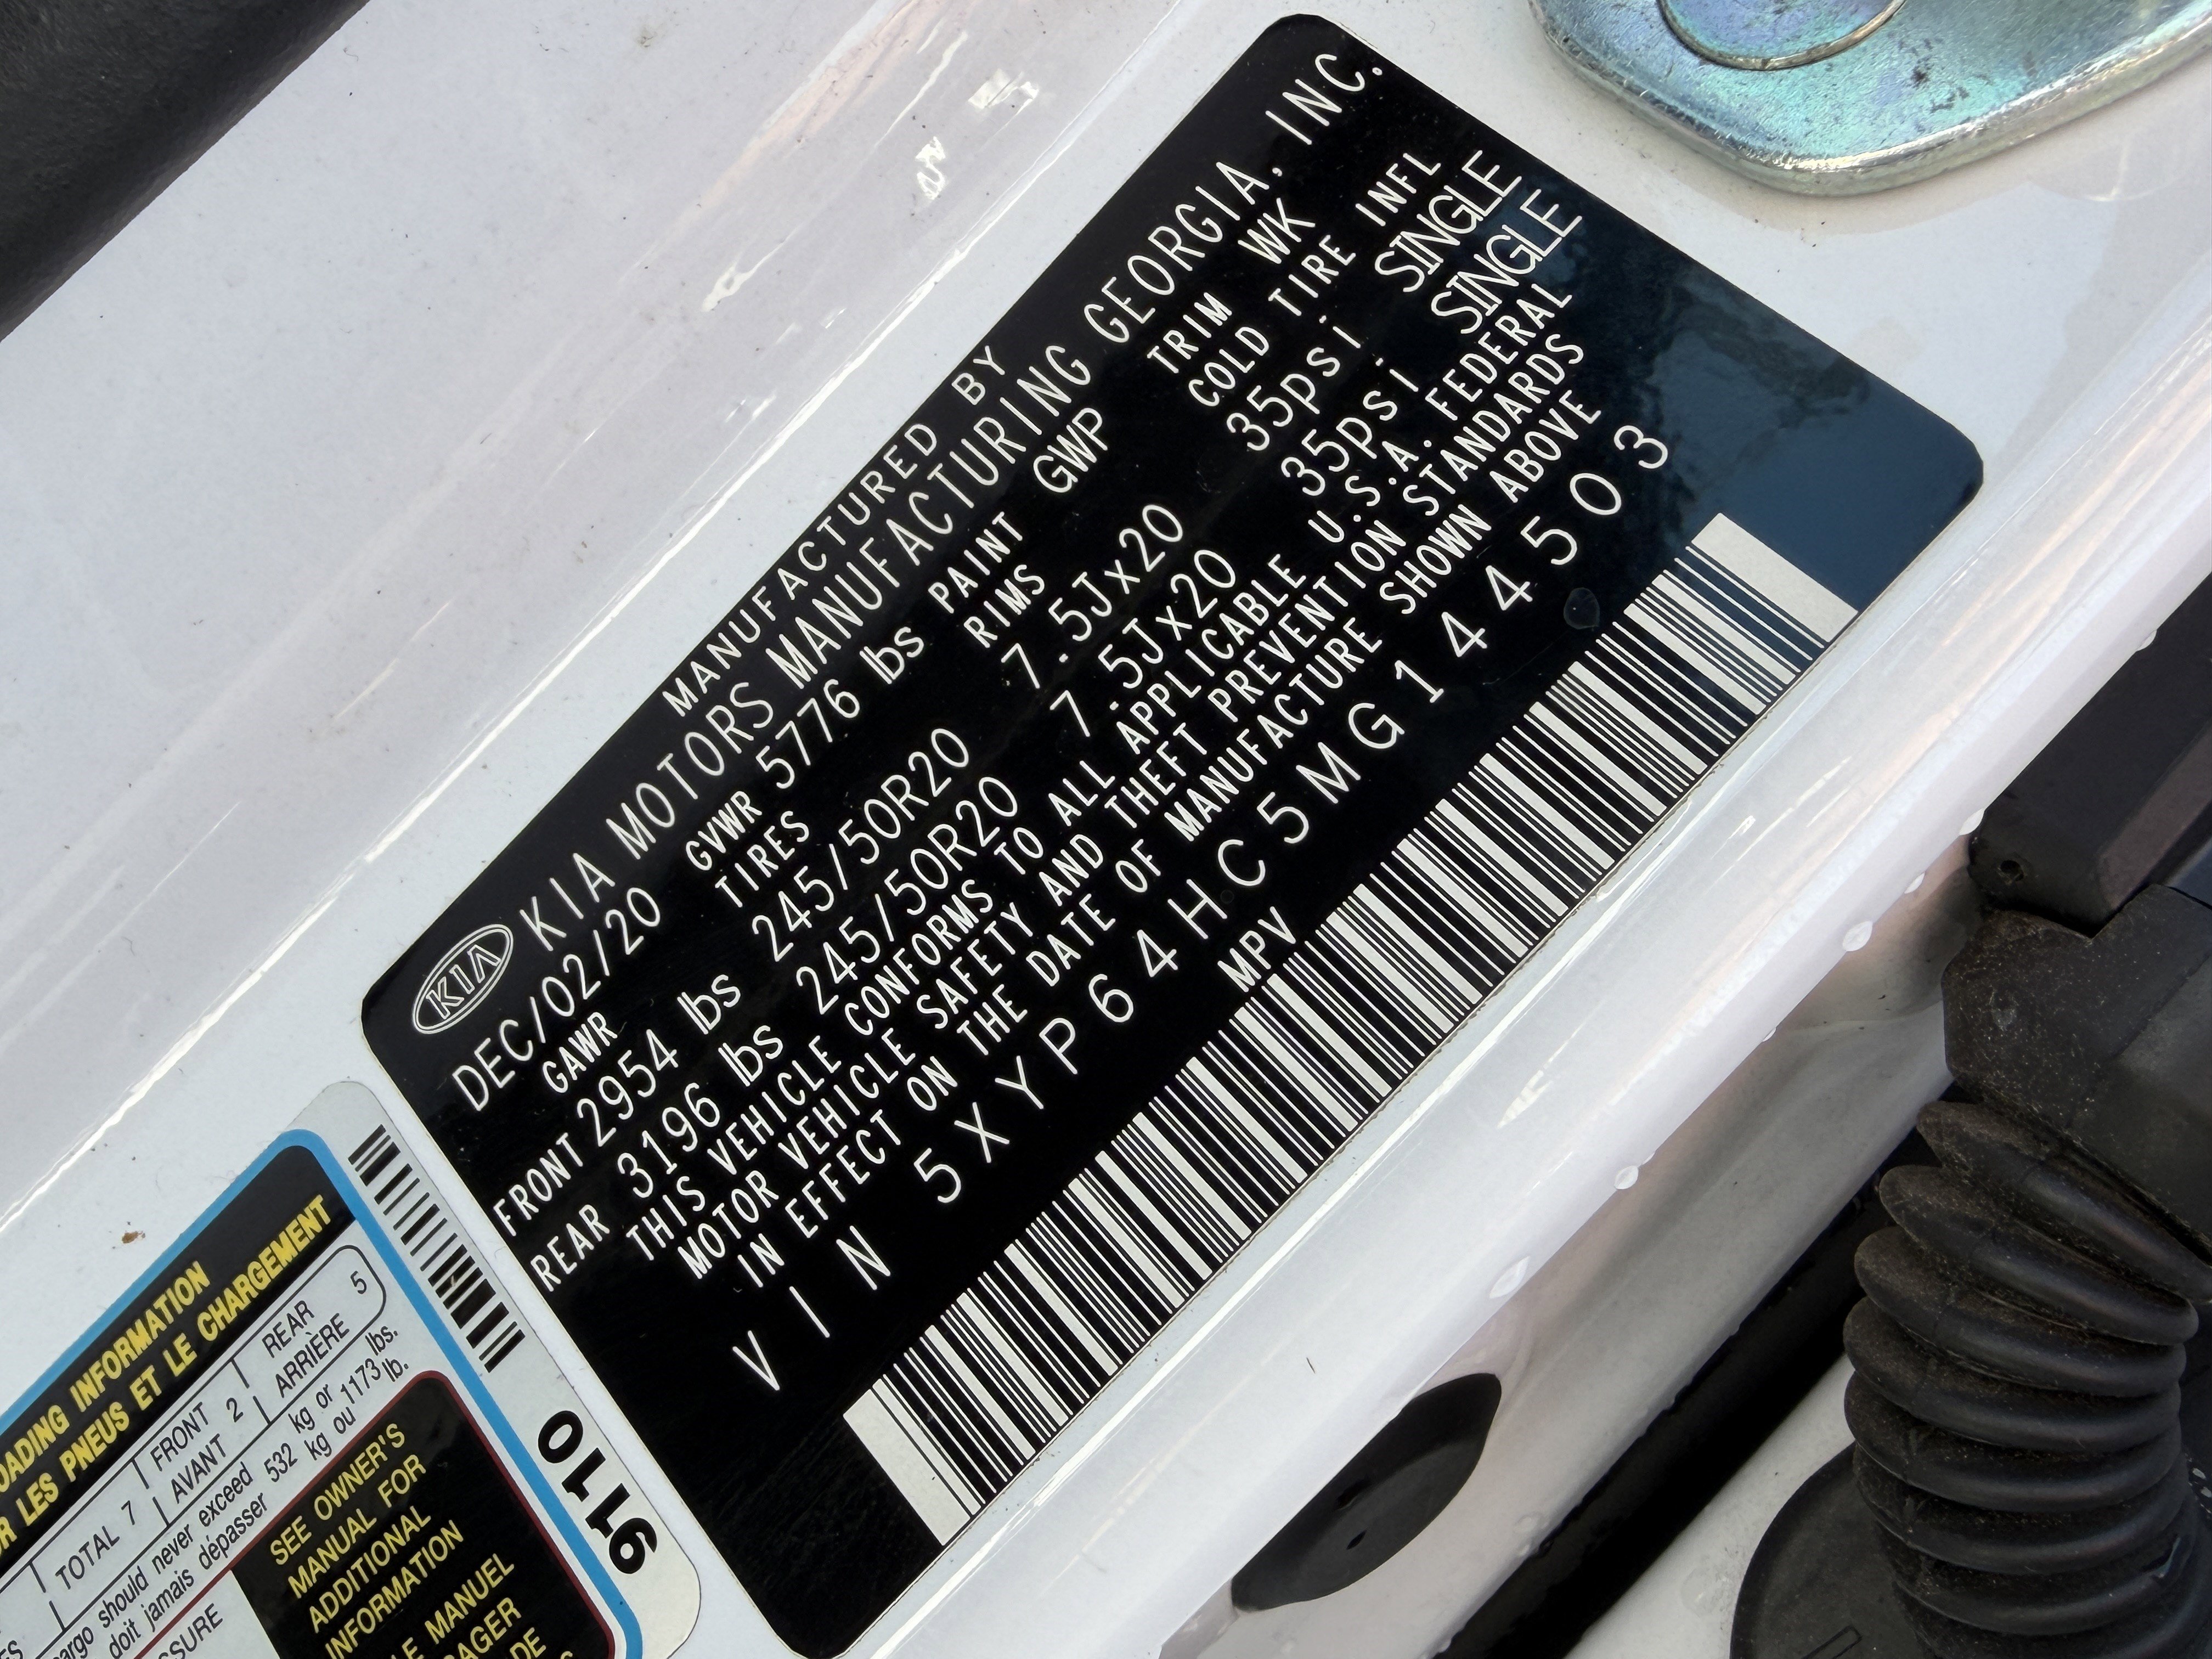 MANUFACTURED BY
KIA KIA MOTORS MANUFACTURING GEORGIA, INC.
DEC/02/20 GVWR 5776 lbs PAINT GWP TRIM WK
GAWR TIRES RIMS COLD TIRE INFL
FRONT 2954 lbs 245/50R20 7.5Jx20 35psi SINGLE
REAR 3196 lbs 245/50R20 7.5Jx20 35psi SINGLE
THIS VEHICLE CONFORMS TO ALL APPLICABLE U.S.A. FEDERAL
MOTOR VEHICLE SAFETY AND THEFT PREVENTION STANDARDS
IN EFFECT ON THE DATE OF MANUFACTURE SHOWN ABOVE
VIN 5XYP64HC5MG144503
MPV
INFORMATION
LES PNEUS ET LE CHARGEMENT
TOTAL 7 FRONT 2 REAR 5
AVANT ARRIÈRE
should never exceed kg or 1173 lbs.
doit jamais dépasser 532 kg ou lb.
SEE OWNER'S
MANUAL FOR
ADDITIONAL
INFORMATION
MANUEL
DE
9110